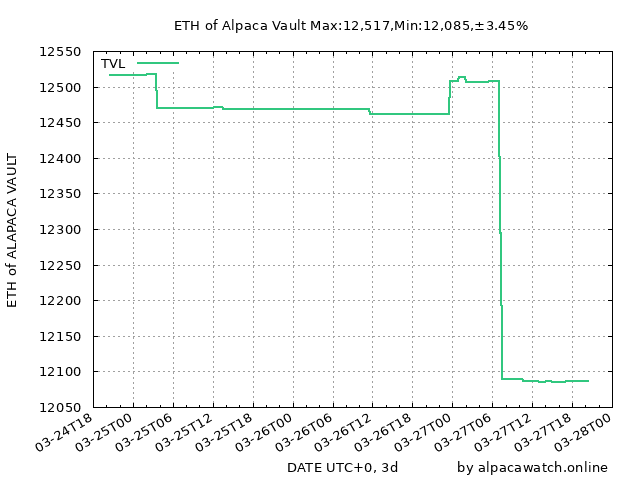 ETH of Alpaca Vault Max:12,517,Min:12,085,±3.45%
TVL
12550
12500
12450
12400
12350
12300
12250
12200
12150
12100
12050
ETH of ALAPACA VAULT
03-24T18
03-25T00
03-25T06
03-25T12
03-25T18
03-26T00
03-26T06
03-26T12
03-26T18
03-27T00
03-27T06
03-27T12
03-27T18
03-28T00
DATE UTC+0, 3d
by alpacawatch.online